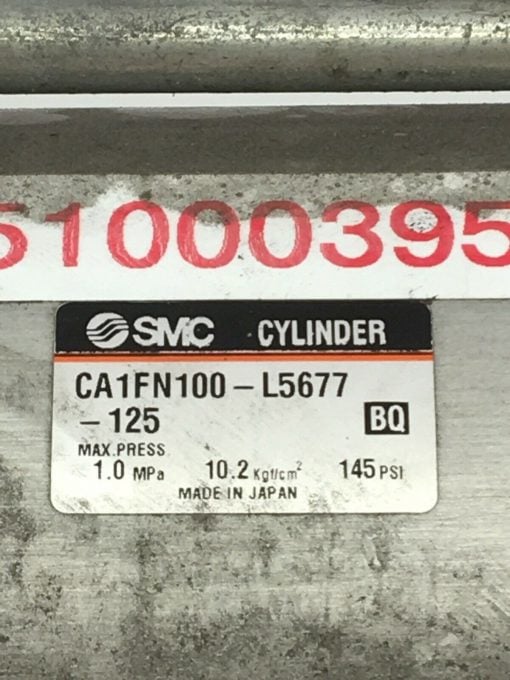 51000395
SMC CYLINDER
CA1FN100-L5677
-125 BQ
MAX.PRESS
1.0 MPa 10.2 Kgf/cm² 145 PSI
MADE IN JAPAN